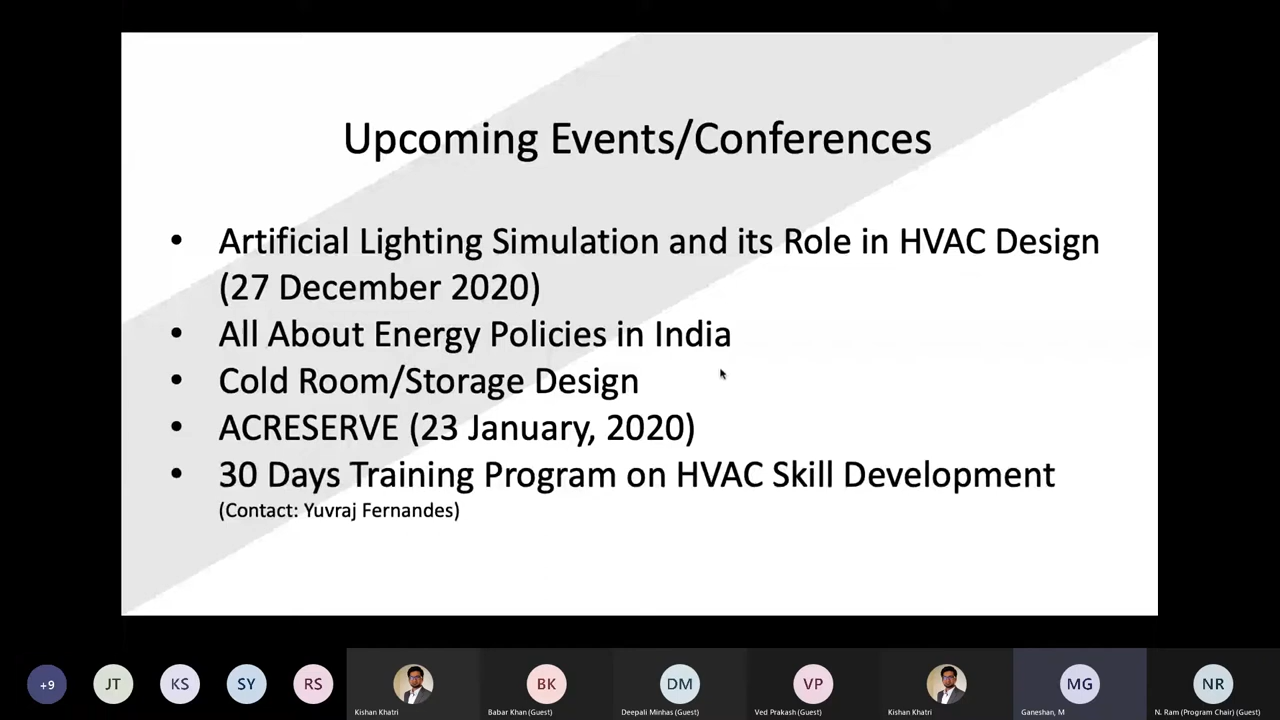 Upcoming Events/Conferences
• Artificial Lighting Simulation and its Role in HVAC Design
(27 December 2020)
• All About Energy Policies in India
• Cold Room/Storage Design
• ACRESERVE (23 January, 2020)
• 30 Days Training Program on HVAC Skill Development
(Contact: Yuvraj Fernandes)
+9 JT KS SY RS BK DM VP MG NR
Kishan Khatri Babar Khan (Guest) Deepali Minhas (Guest) Ved Prakash (Guest) Kishan Khatri Ganeshan, M N. Ram (Program Chair) (Guest)